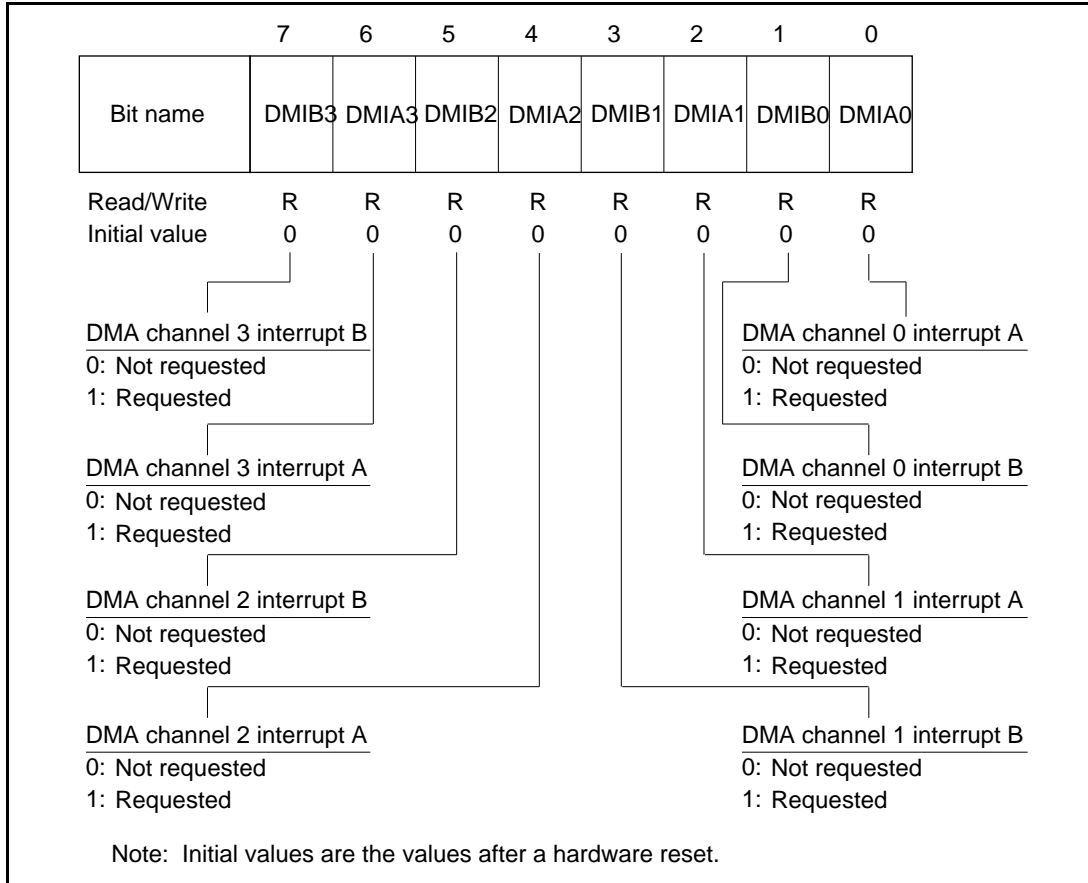 7 6 5 4 3 2 1 0
Bit name DMIB3 DMIA3 DMIB2 DMIA2 DMIB1 DMIA1 DMIB0 DMIA0
Read/Write R R R R R R R R
Initial value 0 0 0 0 0 0 0 0
DMA channel 3 interrupt B
0: Not requested
1: Requested
DMA channel 3 interrupt A
0: Not requested
1: Requested
DMA channel 2 interrupt B
0: Not requested
1: Requested
DMA channel 2 interrupt A
0: Not requested
1: Requested
DMA channel 0 interrupt A
0: Not requested
1: Requested
DMA channel 0 interrupt B
0: Not requested
1: Requested
DMA channel 1 interrupt A
0: Not requested
1: Requested
DMA channel 1 interrupt B
0: Not requested
1: Requested
Note: Initial values are the values after a hardware reset.